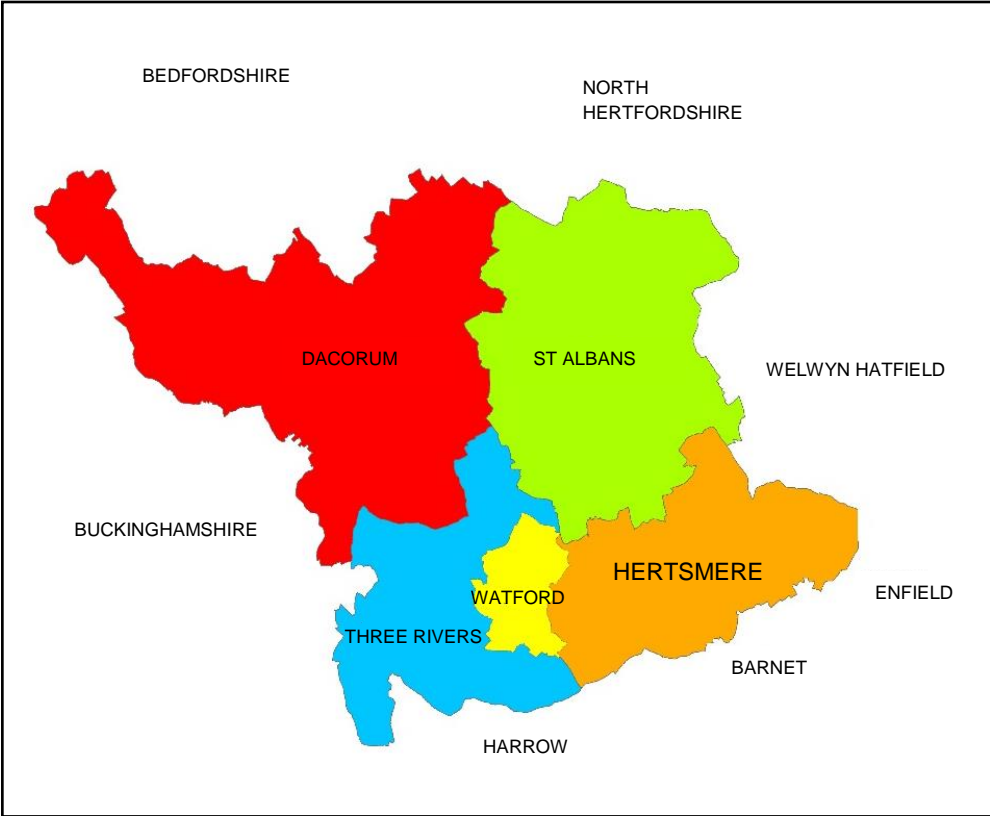 BEDFORDSHIRE
NORTH
HERTFORDSHIRE
DACORUM
ST ALBANS
WELWYN HATFIELD
BUCKINGHAMSHIRE
HERTSMERE
ENFIELD
WATFORD
THREE RIVERS
BARNET
HARROW